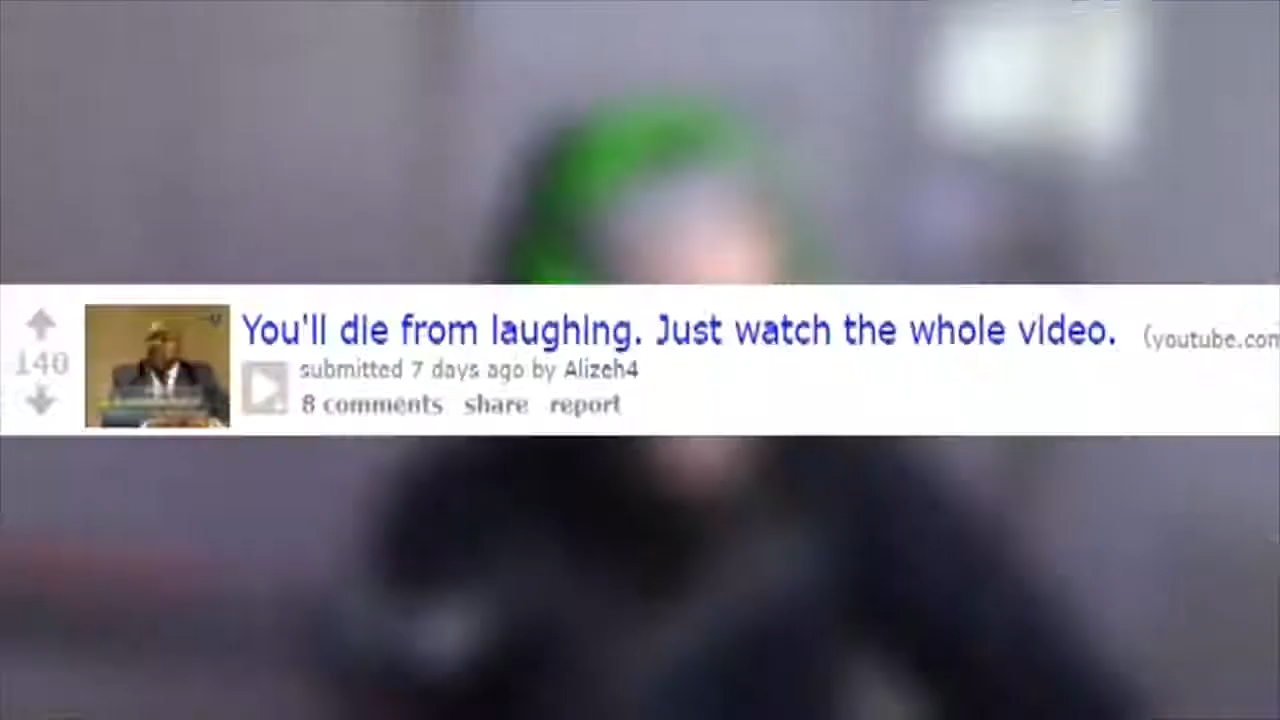 You'll die from laughing. Just watch the whole video. (youtube.com
140
submitted 7 days ago by Alizeh4
8 comments share report